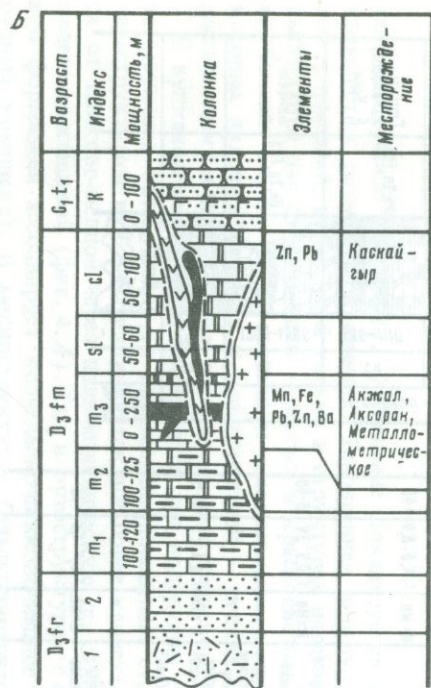 Б
Возраст
Индекс
Мощность, м
Колонка
Элементы
Месторожде-
ние
C₁t₁
K
0-100
D₃fm
cl
50-100
Zn, Pb
Каскай-
гыр
sl
50-60
m₃
0-250
Mn, Fe,
Pb, Zn, Ba
Акжал,
Аксоран,
Металло-
метричес-
кое
m₂
100-125
m₁
100-120
D₃fr
2
1